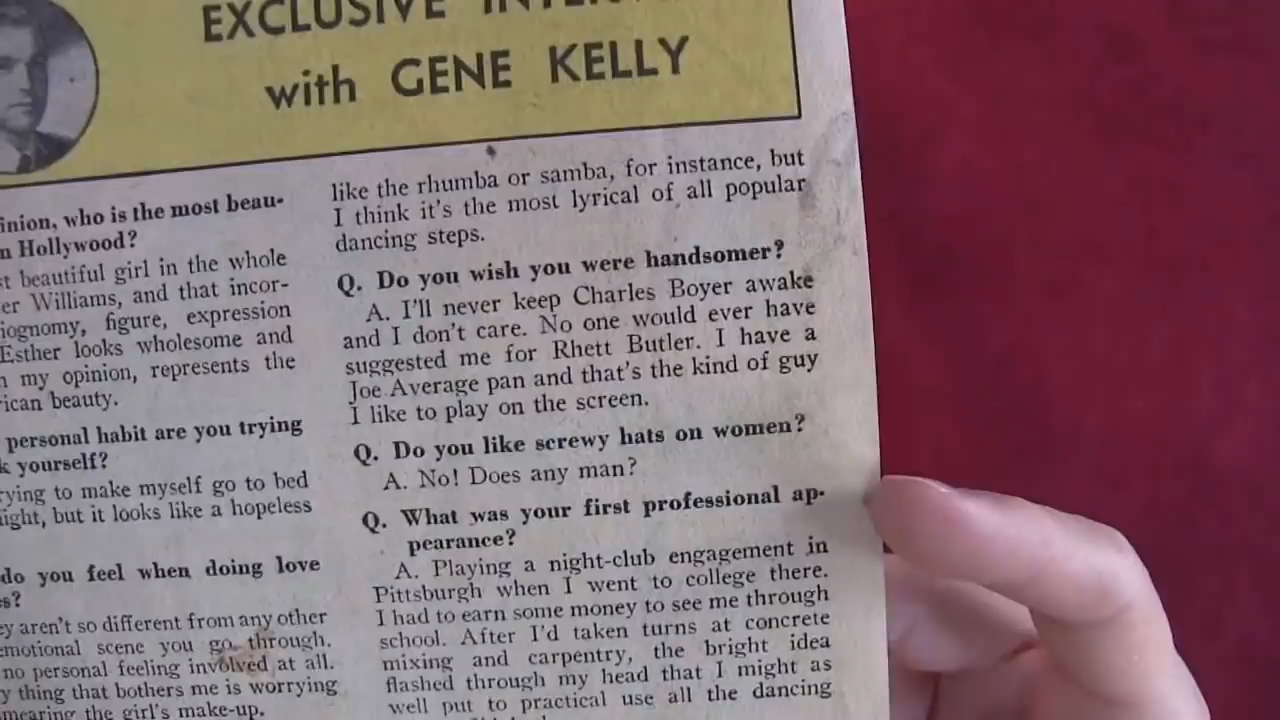 EXCLUSIVE
with GENE KELLY
inion, who is the most beau-
n Hollywood?
st beautiful girl in the whole
er Williams, and that incor-
iognomy, figure, expression
Esther looks wholesome and
n my opinion, represents the
rican beauty.
personal habit are you trying
k yourself?
rying to make myself go to bed
ight, but it looks like a hopeless
do you feel when doing love
s?
ey aren't so different from any other
emotional scene you go through.
no personal feeling involved at all.
y thing that bothers me is worrying
mearing the girl's make-up.
like the rhumba or samba, for instance, but
I think it's the most lyrical of all popular
dancing steps.
Q. Do you wish you were handsomer?
A. I'll never keep Charles Boyer awake
and I don't care. No one would ever have
suggested me for Rhett Butler. I have a
Joe Average pan and that's the kind of guy
I like to play on the screen.
Q. Do you like screwy hats on women?
A. No! Does any man?
Q. What was your first professional ap-
pearance?
A. Playing a night-club engagement in
Pittsburgh when I went to college there.
I had to earn some money to see me through
school. After I'd taken turns at concrete
mixing and carpentry, the bright idea
flashed through my head that I might as
well put to practical use all the dancing